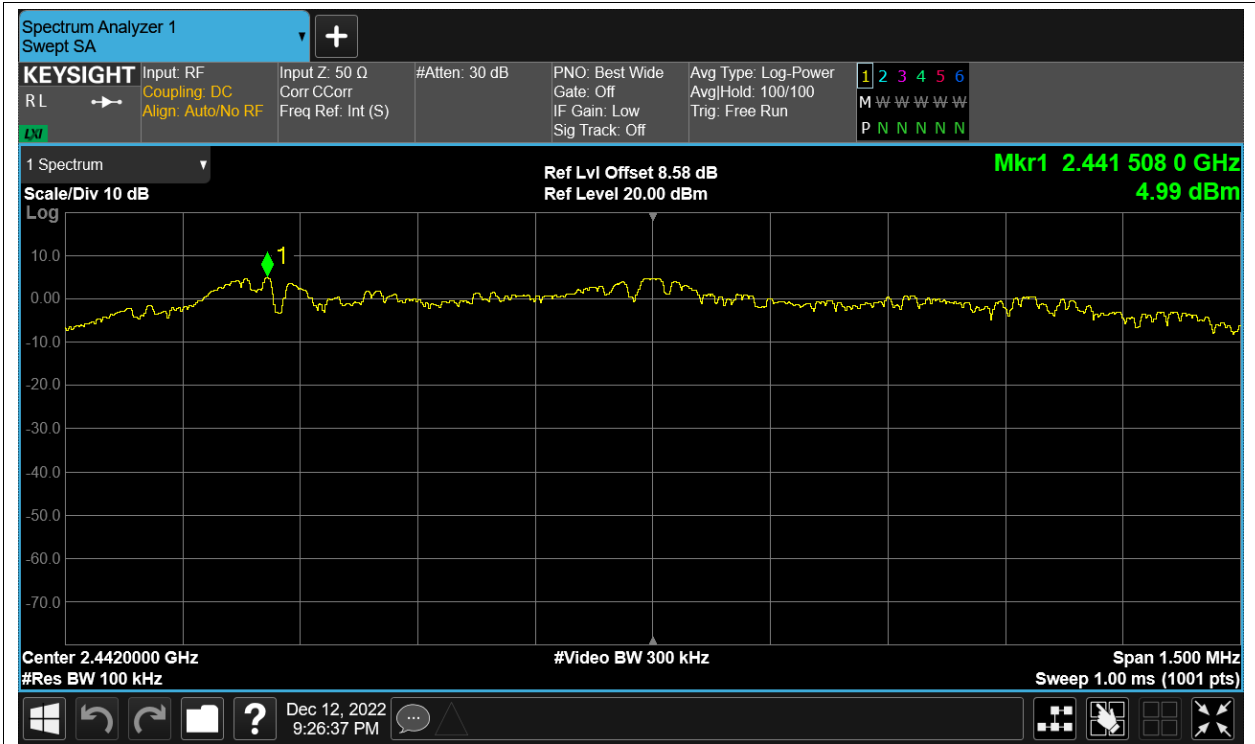 Spectrum Analyzer 1
Swept SA
KEYSIGHT
RL
LXI
Input: RF
Coupling: DC
Align: Auto/No RF
Input Z: 50 Ω
Corr CCorr
Freq Ref: Int (S)
#Atten: 30 dB
PNO: Best Wide
Gate: Off
IF Gain: Low
Sig Track: Off
Avg Type: Log-Power
Avg|Hold: 100/100
Trig: Free Run
1 2 3 4 5 6
M W W W W W
P N N N N N
1 Spectrum
Scale/Div 10 dB
Log
Ref Lvl Offset 8.58 dB
Ref Level 20.00 dBm
Mkr1 2.441 508 0 GHz
4.99 dBm
1
10.0
0.00
-10.0
-20.0
-30.0
-40.0
-50.0
-60.0
-70.0
Center 2.4420000 GHz
#Res BW 100 kHz
#Video BW 300 kHz
Span 1.500 MHz
Sweep 1.00 ms (1001 pts)
?
Dec 12, 2022
9:26:37 PM